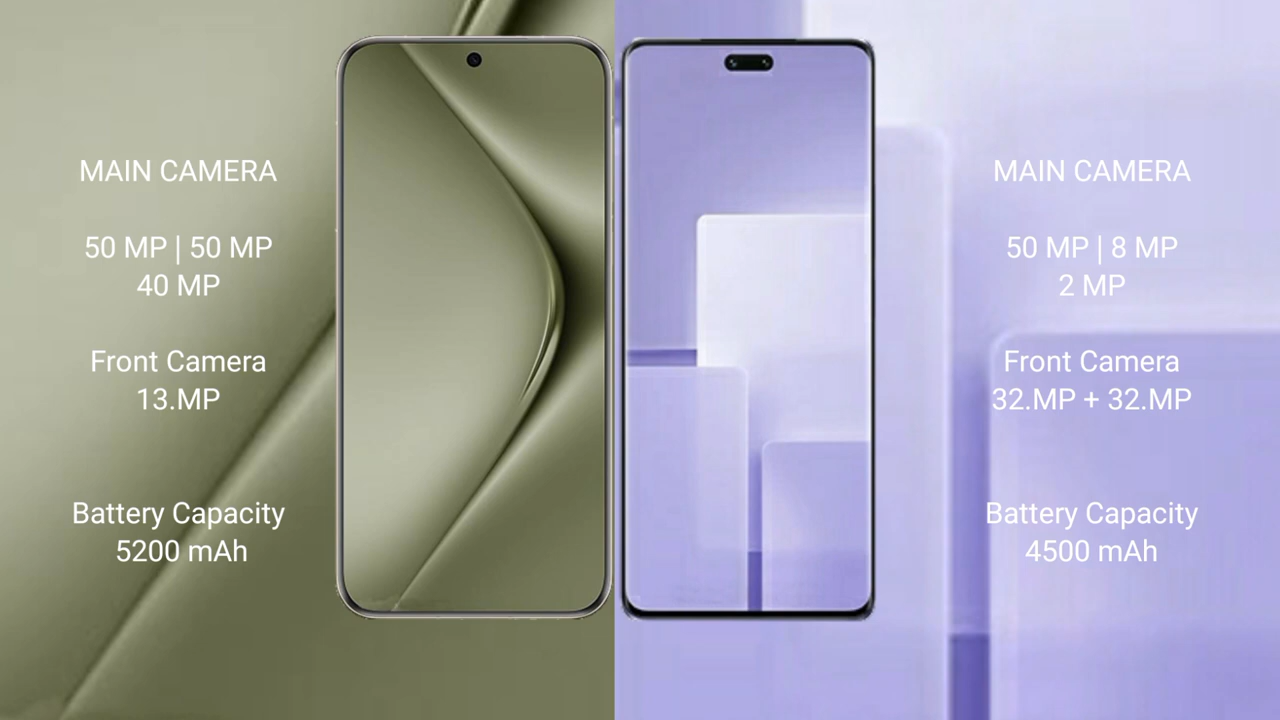 MAIN CAMERA
50 MP | 50 MP
40 MP
Front Camera
13.MP
Battery Capacity
5200 mAh
MAIN CAMERA
50 MP | 8 MP
2 MP
Front Camera
32.MP + 32.MP
Battery Capacity
4500 mAh